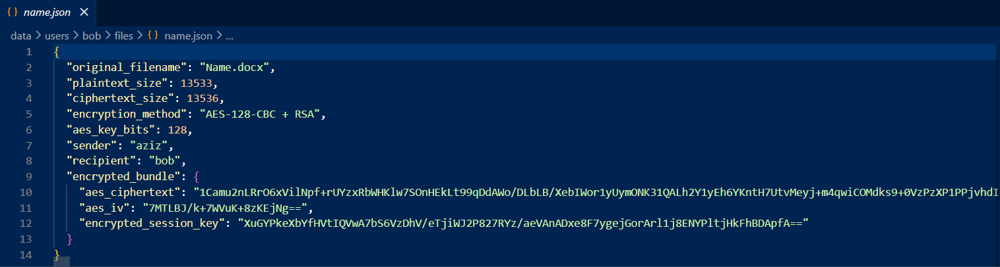 { } name.json ×
data > users > bob > files > { } name.json > ...
1 {
2 "original_filename": "Name.docx",
3 "plaintext_size": 13533,
4 "ciphertext_size": 13536,
5 "encryption_method": "AES-128-CBC + RSA",
6 "aes_key_bits": 128,
7 "sender": "aziz",
8 "recipient": "bob",
9 "encrypted_bundle": {
10 "aes_ciphertext": "1Camu2nLRrO6xVilNpf+rUYzxRbWHKlw7SOnHEkLt99qDdAWo/DLbLB/XebIWor1yUymONK31QALh2Y1yEh6YKntH7UtvMeyj+m4qwiCOMdks9+0VzPzXP1PPjvhdI
11 "aes_iv": "7MTLBJ/k+7WVuK+8zKEjNg==",
12 "encrypted_session_key": "XuGYPkeXbYfHVtIQVwA7bS6VzDhV/eTjiWJ2P827RYz/aeVAnADxe8F7ygejGorArl1j8ENYPltjHkFhBDApfA=="
13 }
14 }